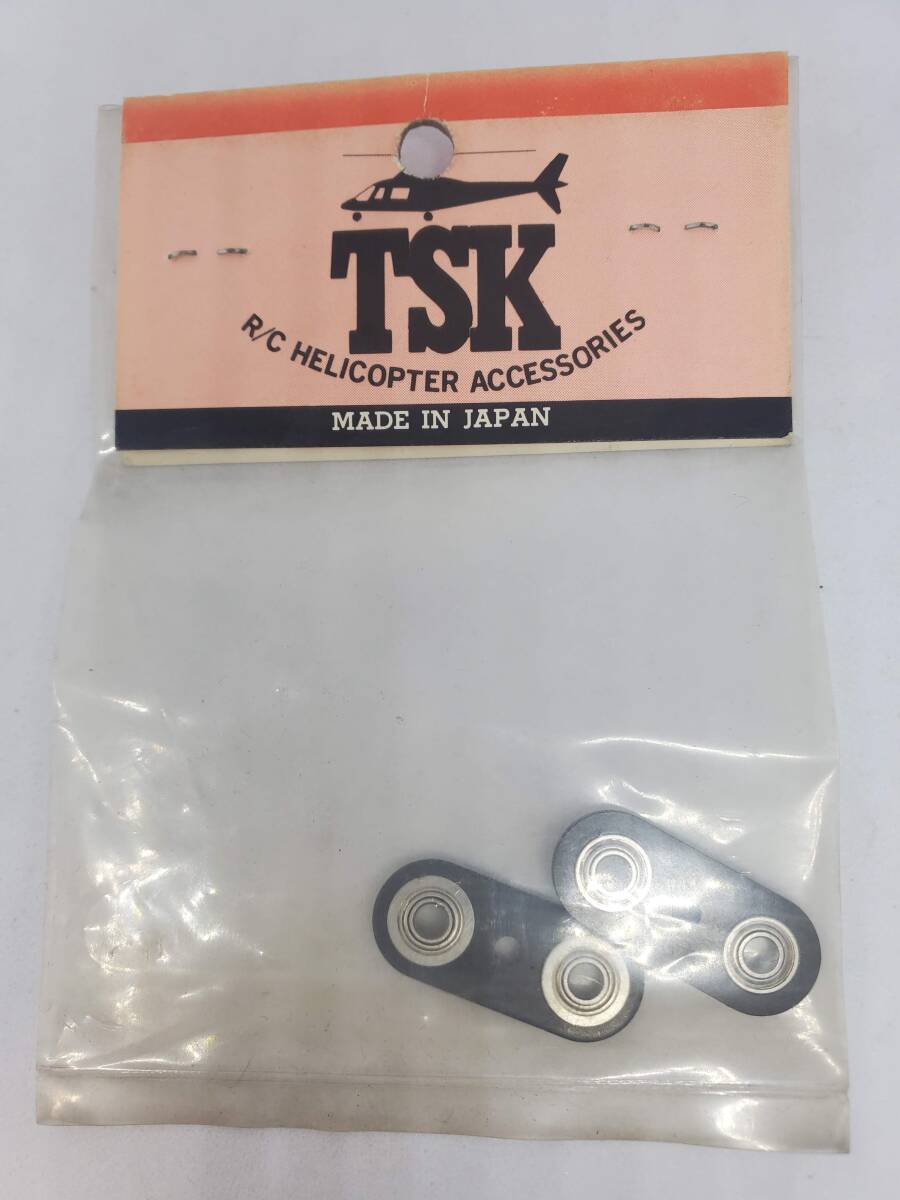 TSK
R/C HELICOPTER ACCESSORIES
MADE IN JAPAN